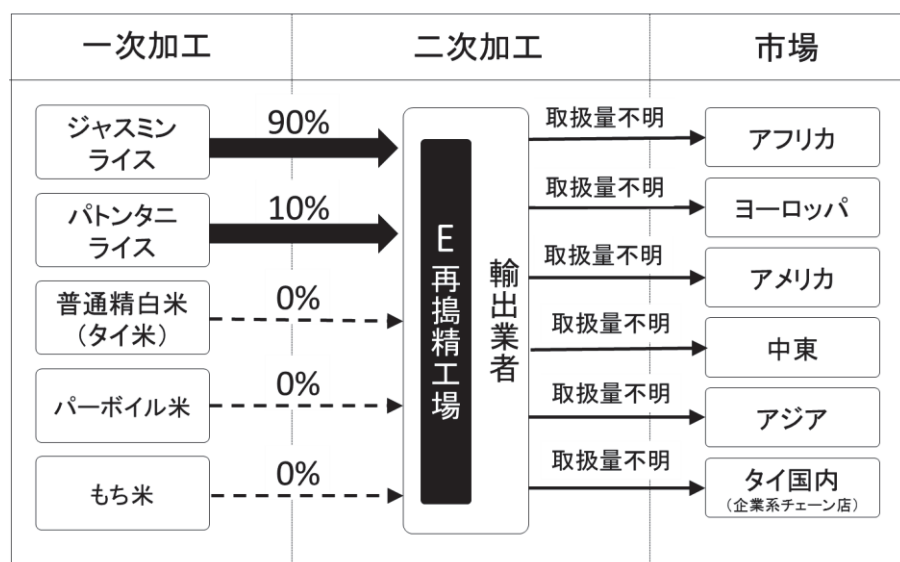 一次加工
二次加工
市場
ジャスミン
ライス
90%
パトンタニ
ライス
10%
普通精白米
（タイ米）
0%
パーボイル米
0%
もち米
0%
E再搗精工場
輸出業者
取扱量不明
アフリカ
取扱量不明
ヨーロッパ
取扱量不明
アメリカ
取扱量不明
中東
取扱量不明
アジア
取扱量不明
タイ国内
（企業系チェーン店）